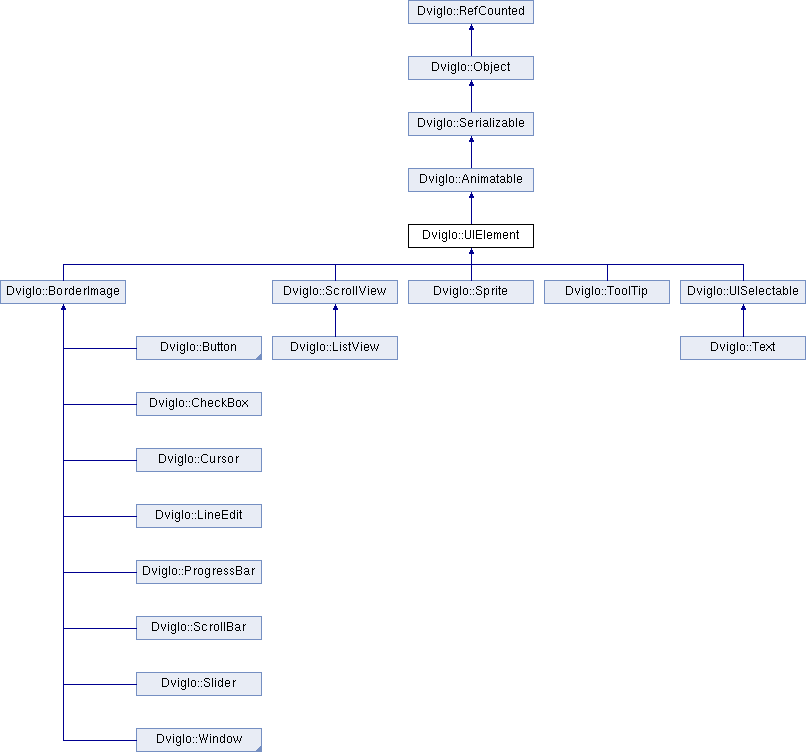 Dviglo::RefCounted
Dviglo::Object
Dviglo::Serializable
Dviglo::Animatable
Dviglo::UIElement
Dviglo::BorderImage
Dviglo::ScrollView
Dviglo::Sprite
Dviglo::ToolTip
Dviglo::UISelectable
Dviglo::Button
Dviglo::ListView
Dviglo::Text
Dviglo::CheckBox
Dviglo::Cursor
Dviglo::LineEdit
Dviglo::ProgressBar
Dviglo::ScrollBar
Dviglo::Slider
Dviglo::Window